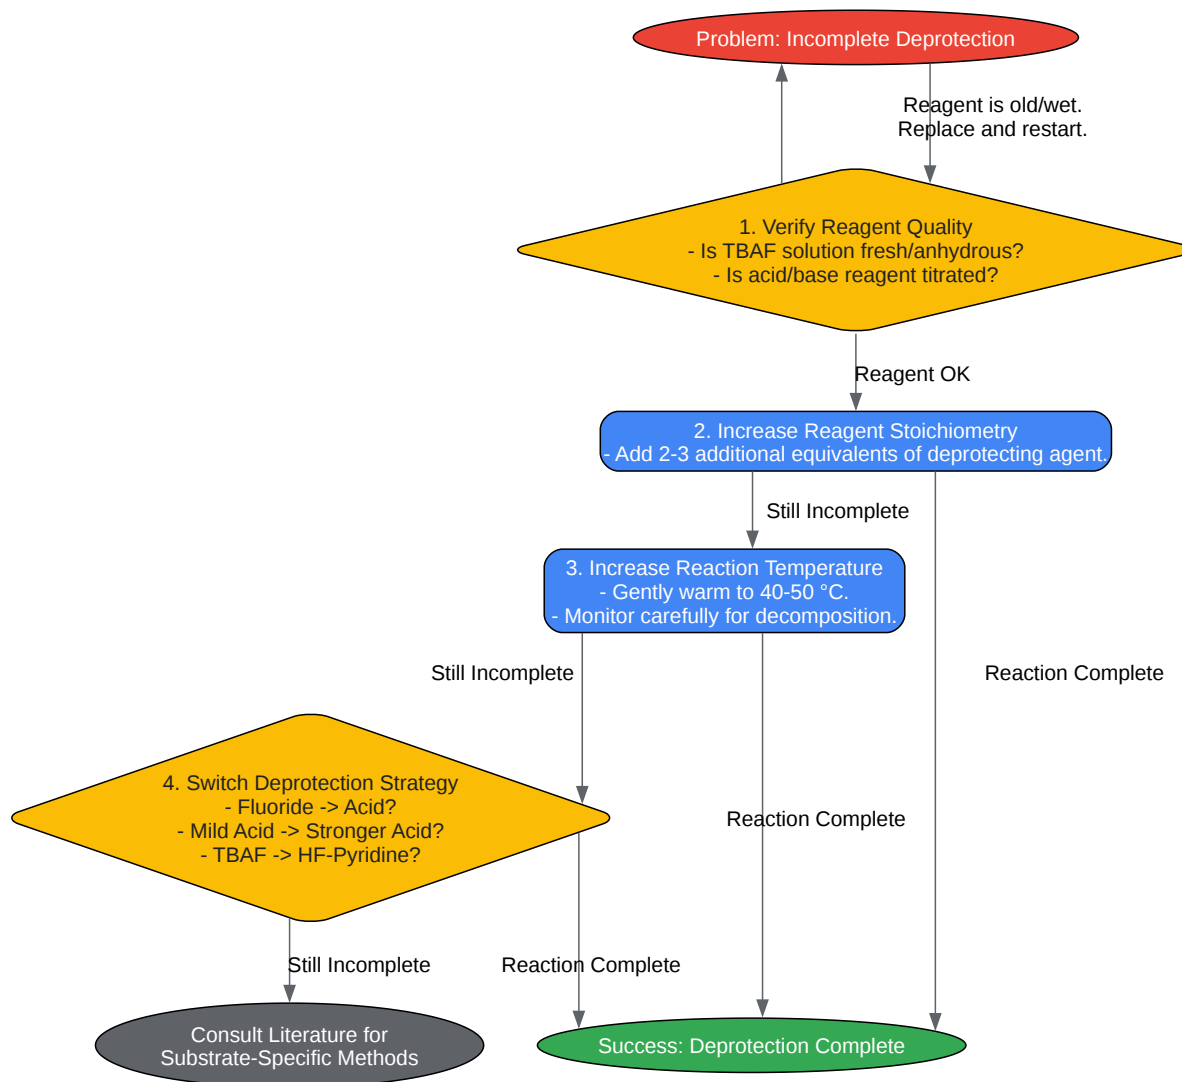 Problem: Incomplete Deprotection
Reagent is old/wet.
Replace and restart.
1. Verify Reagent Quality
- Is TBAF solution fresh/anhydrous?
- Is acid/base reagent titrated?
Reagent OK
2. Increase Reagent Stoichiometry
- Add 2-3 additional equivalents of deprotecting agent.
Still Incomplete
3. Increase Reaction Temperature
- Gently warm to 40-50 °C.
- Monitor carefully for decomposition.
Still Incomplete
Reaction Complete
4. Switch Deprotection Strategy
- Fluoride -> Acid?
- Mild Acid -> Stronger Acid?
- TBAF -> HF-Pyridine?
Reaction Complete
Still Incomplete
Reaction Complete
Consult Literature for
Substrate-Specific Methods
Success: Deprotection Complete